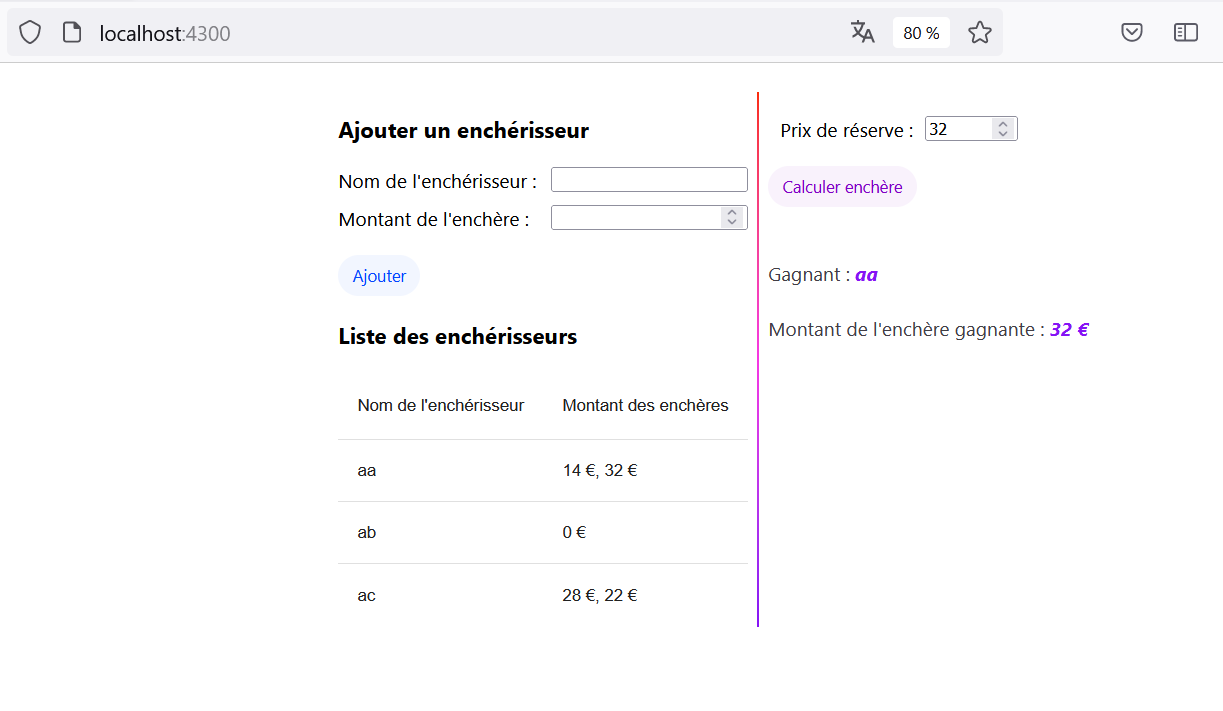 localhost:4300
80 %
Ajouter un enchérisseur
Nom de l'enchérisseur :
Montant de l'enchère :
Ajouter
Liste des enchérisseurs
Nom de l'enchérisseur Montant des enchères
aa 14 €, 32 €
ab 0 €
ac 28 €, 22 €
Prix de réserve : 32
Calculer enchère
Gagnant : aa
Montant de l'enchère gagnante : 32 €